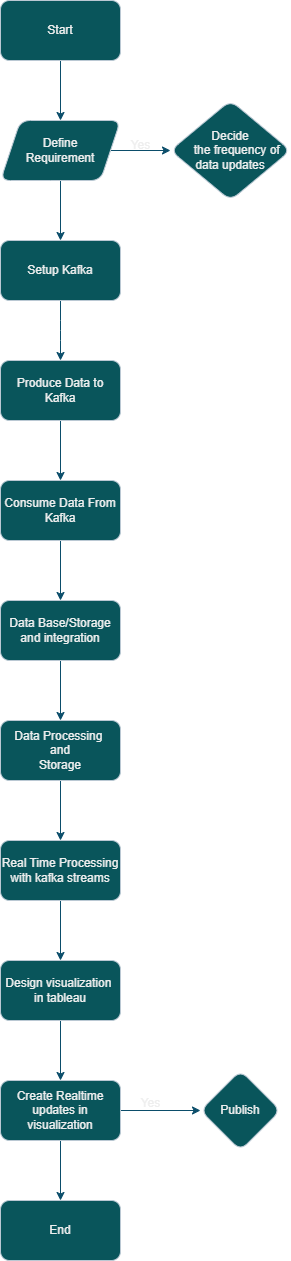 Start
Define
Requirement
Yes
Decide
the frequency of
data updates
Setup Kafka
Produce Data to
Kafka
Consume Data From
Kafka
Data Base/Storage
and integration
Data Processing
and
Storage
Real Time Processing
with kafka streams
Design visualization
in tableau
Create Realtime
updates in
visualization
Yes
Publish
End